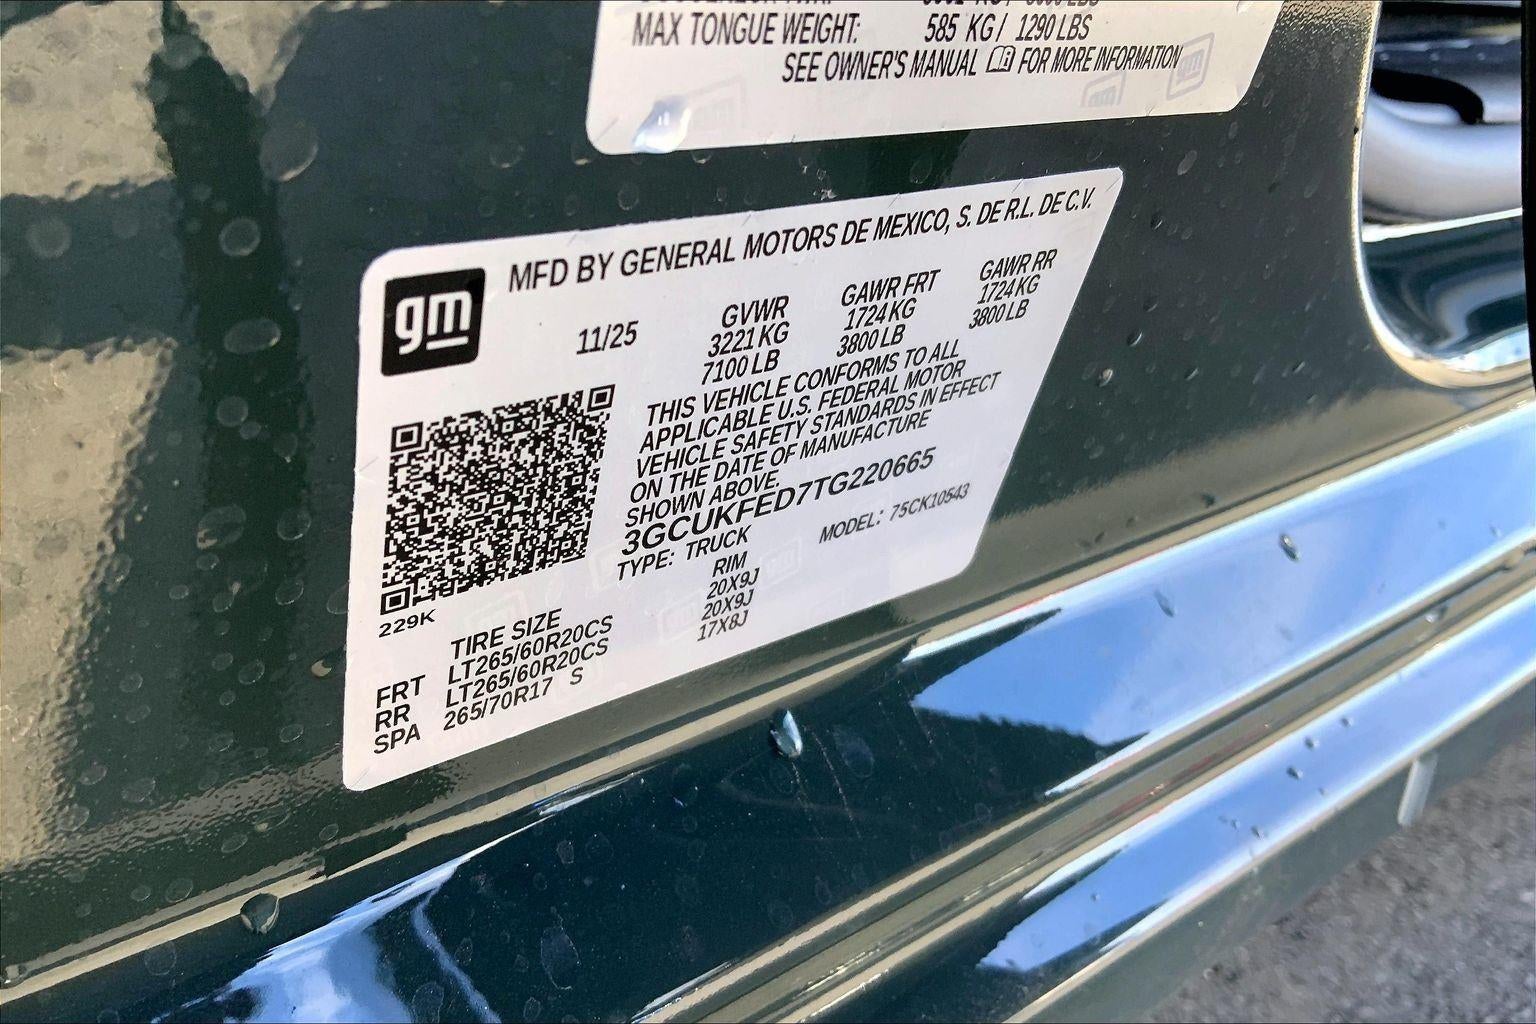 MAX TONGUE WEIGHT: 585 KG / 1290 LBS
SEE OWNER'S MANUAL FOR MORE INFORMATION
gm
MFD BY GENERAL MOTORS DE MEXICO, S. DE R.L. DE C.V.
11/25
GVWR GAWR FRT GAWR RR
3221 KG 1724 KG 1724 KG
7100 LB 3800 LB 3800 LB
THIS VEHICLE CONFORMS TO ALL
APPLICABLE U.S. FEDERAL MOTOR
VEHICLE SAFETY STANDARDS IN EFFECT
ON THE DATE OF MANUFACTURE
SHOWN ABOVE.
3GCUKFED7TG220665
TYPE: TRUCK MODEL: 75CK10543
229K
TIRE SIZE RIM
FRT LT265/60R20CS 20X9J
RR LT265/60R20CS 20X9J
SPA 265/70R17 S 17X8J